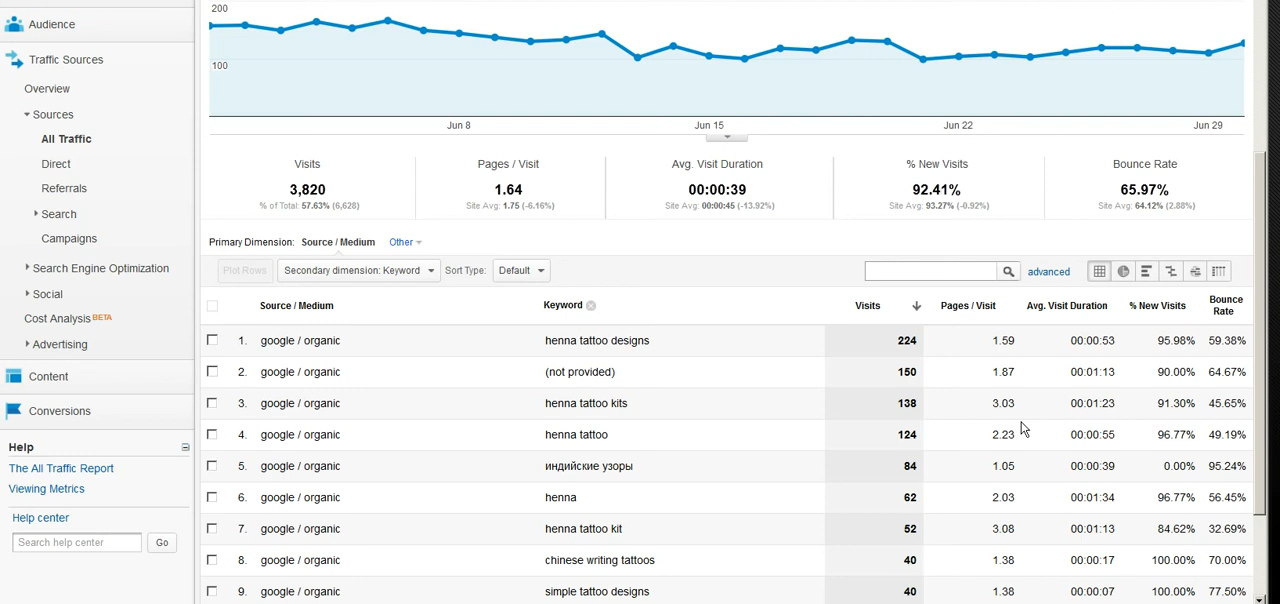 Audience
Traffic Sources
Overview
Sources
All Traffic
Direct
Referrals
Search
Campaigns
Search Engine Optimization
Social
Cost Analysis BETA
Advertising
Content
Conversions
Help
The All Traffic Report
Viewing Metrics
Help center
Search help center Go
200
100
Jun 8 Jun 15 Jun 22 Jun 29
Visits Pages / Visit Avg. Visit Duration % New Visits Bounce Rate
3,820 1.64 00:00:39 92.41% 65.97%
% of Total: 57.63% (6,628) Site Avg: 1.75 (-6.16%) Site Avg: 00:00:45 (-13.92%) Site Avg: 93.27% (-0.92%) Site Avg: 64.12% (2.88%)
Primary Dimension: Source / Medium Other
Plot Rows Secondary dimension: Keyword Sort Type: Default advanced
Source / Medium Keyword Visits Pages / Visit Avg. Visit Duration % New Visits Bounce Rate
1. google / organic henna tattoo designs 224 1.59 00:00:53 95.98% 59.38%
2. google / organic (not provided) 150 1.87 00:01:13 90.00% 64.67%
3. google / organic henna tattoo kits 138 3.03 00:01:23 91.30% 45.65%
4. google / organic henna tattoo 124 2.23 00:00:55 96.77% 49.19%
5. google / organic индийские узоры 84 1.05 00:00:39 0.00% 95.24%
6. google / organic henna 62 2.03 00:01:34 96.77% 56.45%
7. google / organic henna tattoo kit 52 3.08 00:01:13 84.62% 32.69%
8. google / organic chinese writing tattoos 40 1.38 00:00:17 100.00% 70.00%
9. google / organic simple tattoo designs 40 1.38 00:00:07 100.00% 77.50%